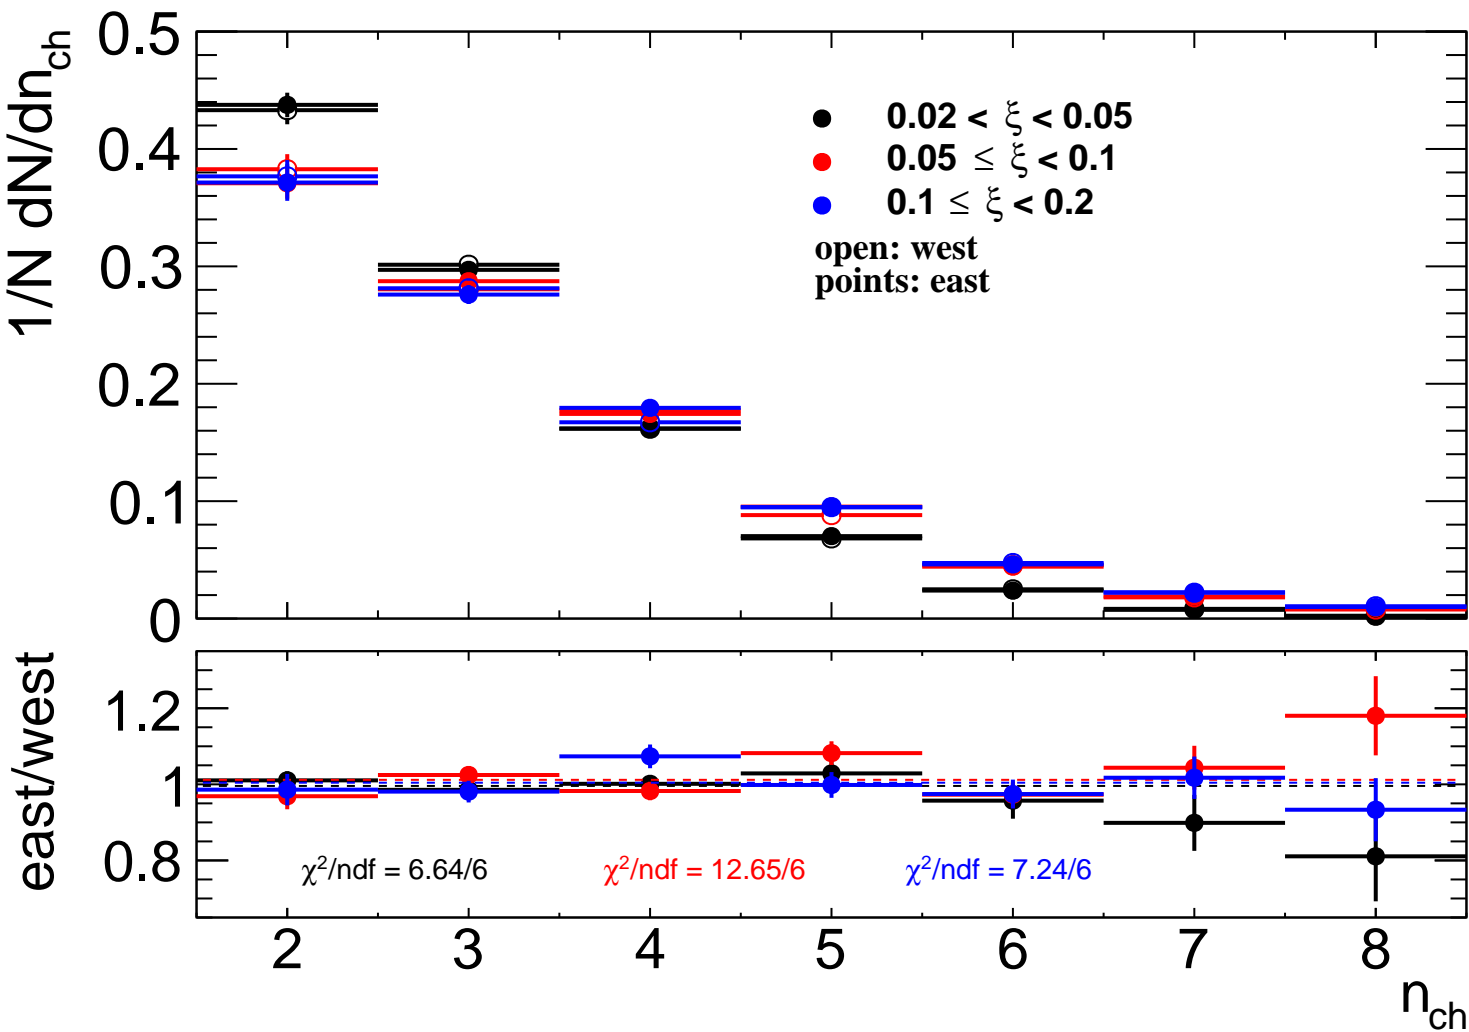 1/N dN/dn_ch
0.5
0.4
0.3
0.2
0.1
0
0.02 < ξ < 0.05
0.05 ≤ ξ < 0.1
0.1 ≤ ξ < 0.2
open: west
points: east
east/west
1.2
1
0.8
χ²/ndf = 6.64/6 χ²/ndf = 12.65/6 χ²/ndf = 7.24/6
2 3 4 5 6 7 8
n_ch